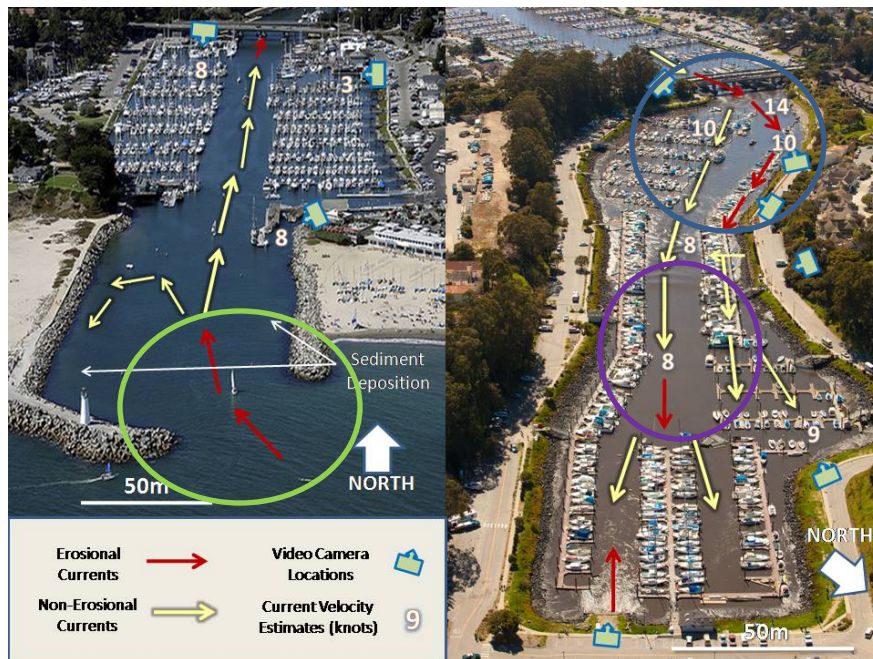 8
3
8
Sediment
Deposition
50m
NORTH
14
10
10
8
8
9
NORTH
50m
Erosional
Currents
Video Camera
Locations
Non-Erosional
Currents
Current Velocity
Estimates (knots)
9